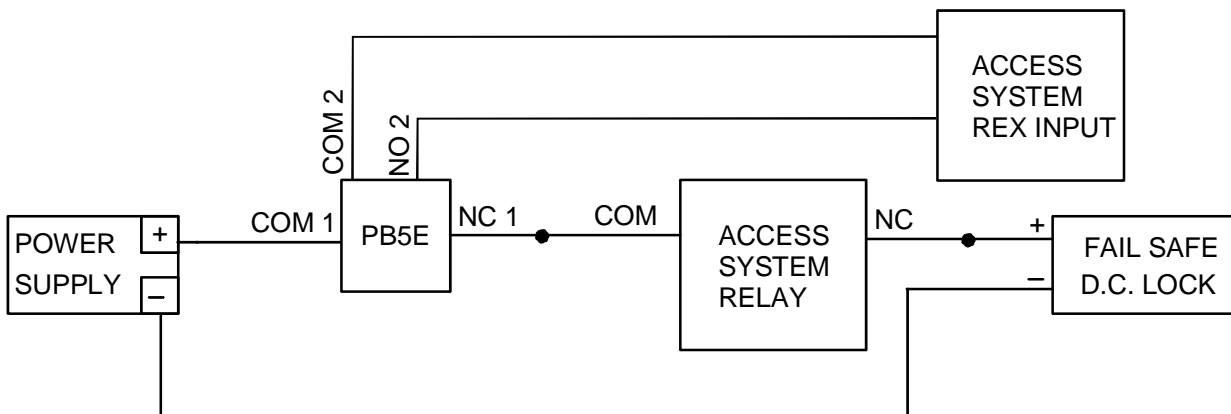 ACCESS
SYSTEM
REX INPUT
COM 2
NO 2
POWER
SUPPLY
+
−
COM 1
PB5E
NC 1
COM
ACCESS
SYSTEM
RELAY
NC
+
−
FAIL SAFE
D.C. LOCK